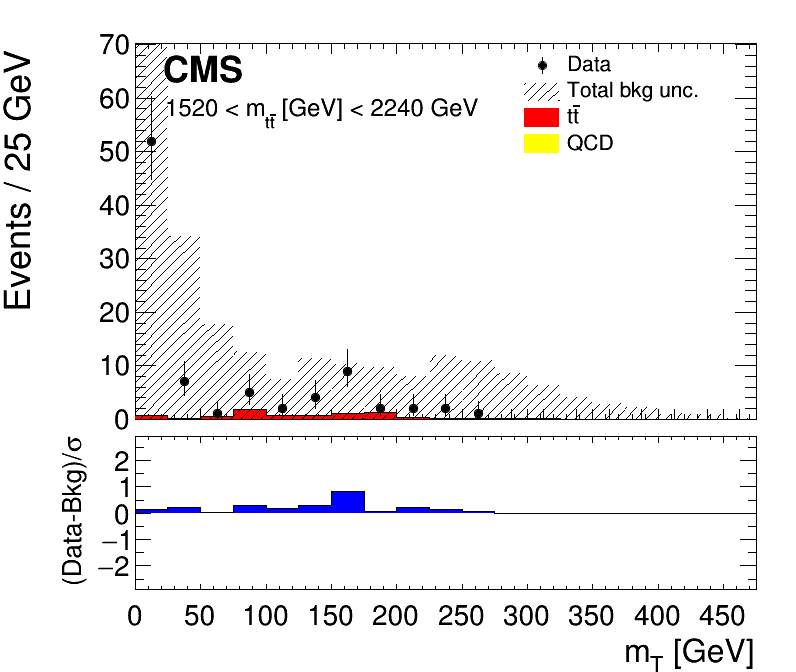 CMS
1520 < m_tt̄ [GeV] < 2240 GeV
Data
Total bkg unc.
tt̄
QCD
Events / 25 GeV
70
60
50
40
30
20
10
0
(Data-Bkg)/σ
2
1
0
−1
−2
0 50 100 150 200 250 300 350 400 450
m_T [GeV]